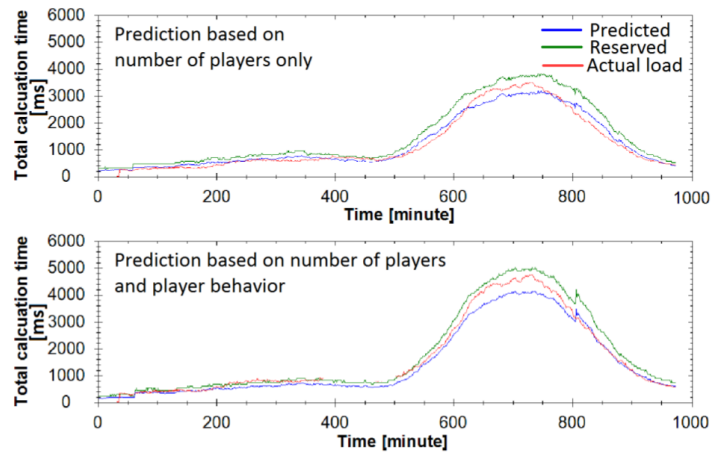 6000
5000
4000
3000
2000
1000
0
Total calcuation time
[ms]
Prediction based on
number of players only
Predicted
Reserved
Actual load
0 200 400 600 800 1000
Time [minute]
6000
5000
4000
3000
2000
1000
0
Total calcuation time
[ms]
Prediction based on number of players
and player behavior
0 200 400 600 800 1000
Time [minute]